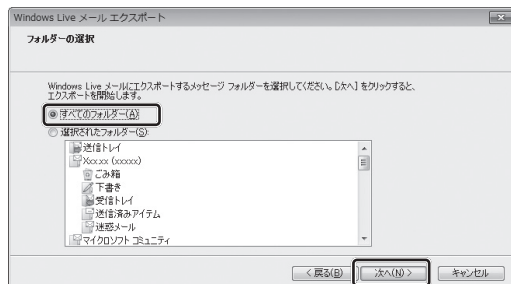 Windows Live メール エクスポート
フォルダーの選択
Windows Live メールにエクスポートするメッセージ フォルダーを選択してください。[次へ] をクリックすると、
エクスポートを開始します。
すべてのフォルダー(A)
選択されたフォルダー(S):
送信トレイ
Xxx.xx (xxxxx)
ごみ箱
下書き
受信トレイ
送信済みアイテム
迷惑メール
マイクロソフト コミュニティ
< 戻る(B)
次へ(N) >
キャンセル